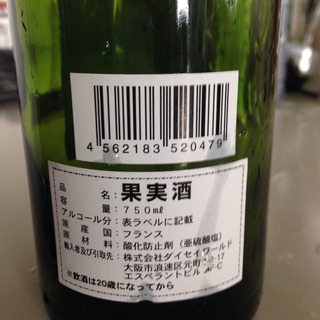 4 562183 520479
品名：果実酒
容量：750mℓ
アルコール分：表ラベルに記載
原産国：フランス
原材料：酸化防止剤（亜硫酸塩）
輸入者及び引取先：株式会社ダイセイワールド
大阪市浪速区元町2-2-17
エスペラントビル
※飲酒は20歳になってから